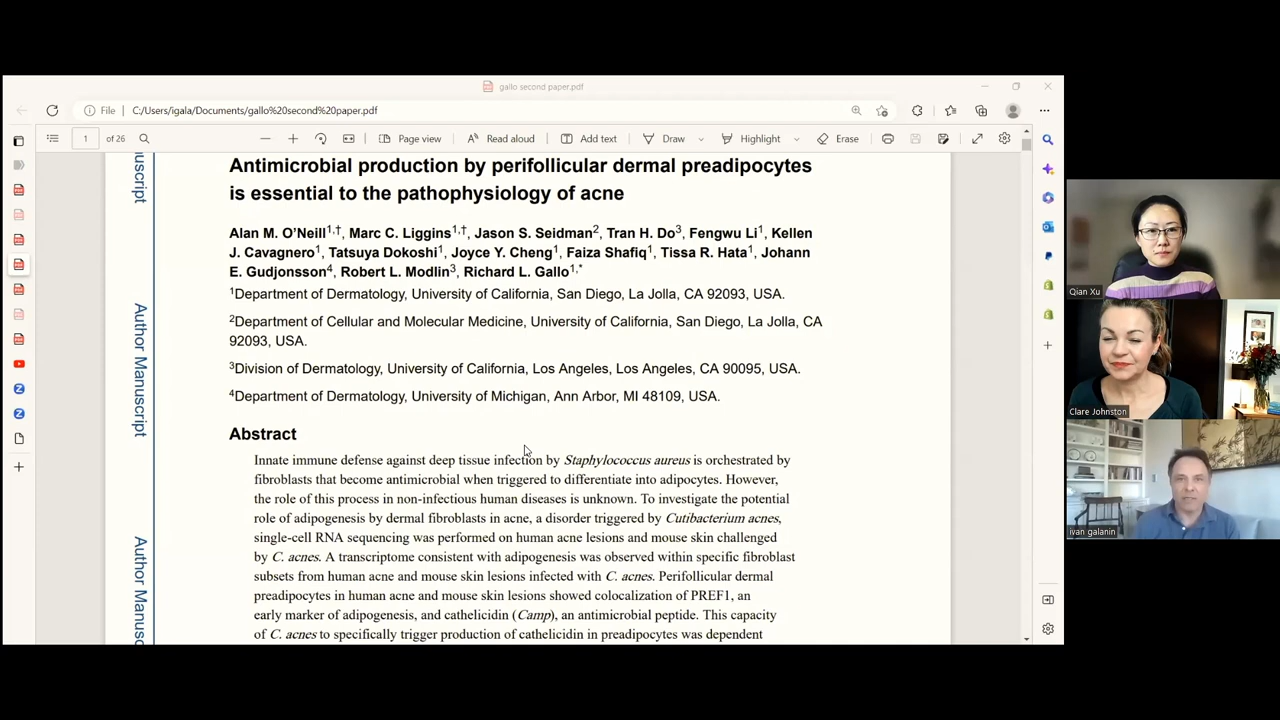 gallo second paper.pdf
File
C:/Users/igala/Documents/gallo%20second%20paper.pdf
1 of 26
Page view
Read aloud
Add text
Draw
Highlight
Erase
Antimicrobial production by perifollicular dermal preadipocytes
is essential to the pathophysiology of acne
Alan M. O'Neill1,†, Marc C. Liggins1,†, Jason S. Seidman2, Tran H. Do3, Fengwu Li1, Kellen
J. Cavagnero1, Tatsuya Dokoshi1, Joyce Y. Cheng1, Faiza Shafiq1, Tissa R. Hata1, Johann
E. Gudjonsson4, Robert L. Modlin3, Richard L. Gallo1,*
1Department of Dermatology, University of California, San Diego, La Jolla, CA 92093, USA.
2Department of Cellular and Molecular Medicine, University of California, San Diego, La Jolla, CA
92093, USA.
3Division of Dermatology, University of California, Los Angeles, Los Angeles, CA 90095, USA.
4Department of Dermatology, University of Michigan, Ann Arbor, MI 48109, USA.
Abstract
Innate immune defense against deep tissue infection by Staphylococcus aureus is orchestrated by
fibroblasts that become antimicrobial when triggered to differentiate into adipocytes. However,
the role of this process in non-infectious human diseases is unknown. To investigate the potential
role of adipogenesis by dermal fibroblasts in acne, a disorder triggered by Cutibacterium acnes,
single-cell RNA sequencing was performed on human acne lesions and mouse skin challenged
by C. acnes. A transcriptome consistent with adipogenesis was observed within specific fibroblast
subsets from human acne and mouse skin lesions infected with C. acnes. Perifollicular dermal
preadipocytes in human acne and mouse skin lesions showed colocalization of PREF1, an
early marker of adipogenesis, and cathelicidin (Camp), an antimicrobial peptide. This capacity
of C. acnes to specifically trigger production of cathelicidin in preadipocytes was dependent
uscript
Author Manuscript
Author Manusc
Qian Xu
Clare Johnston
ivan galanin